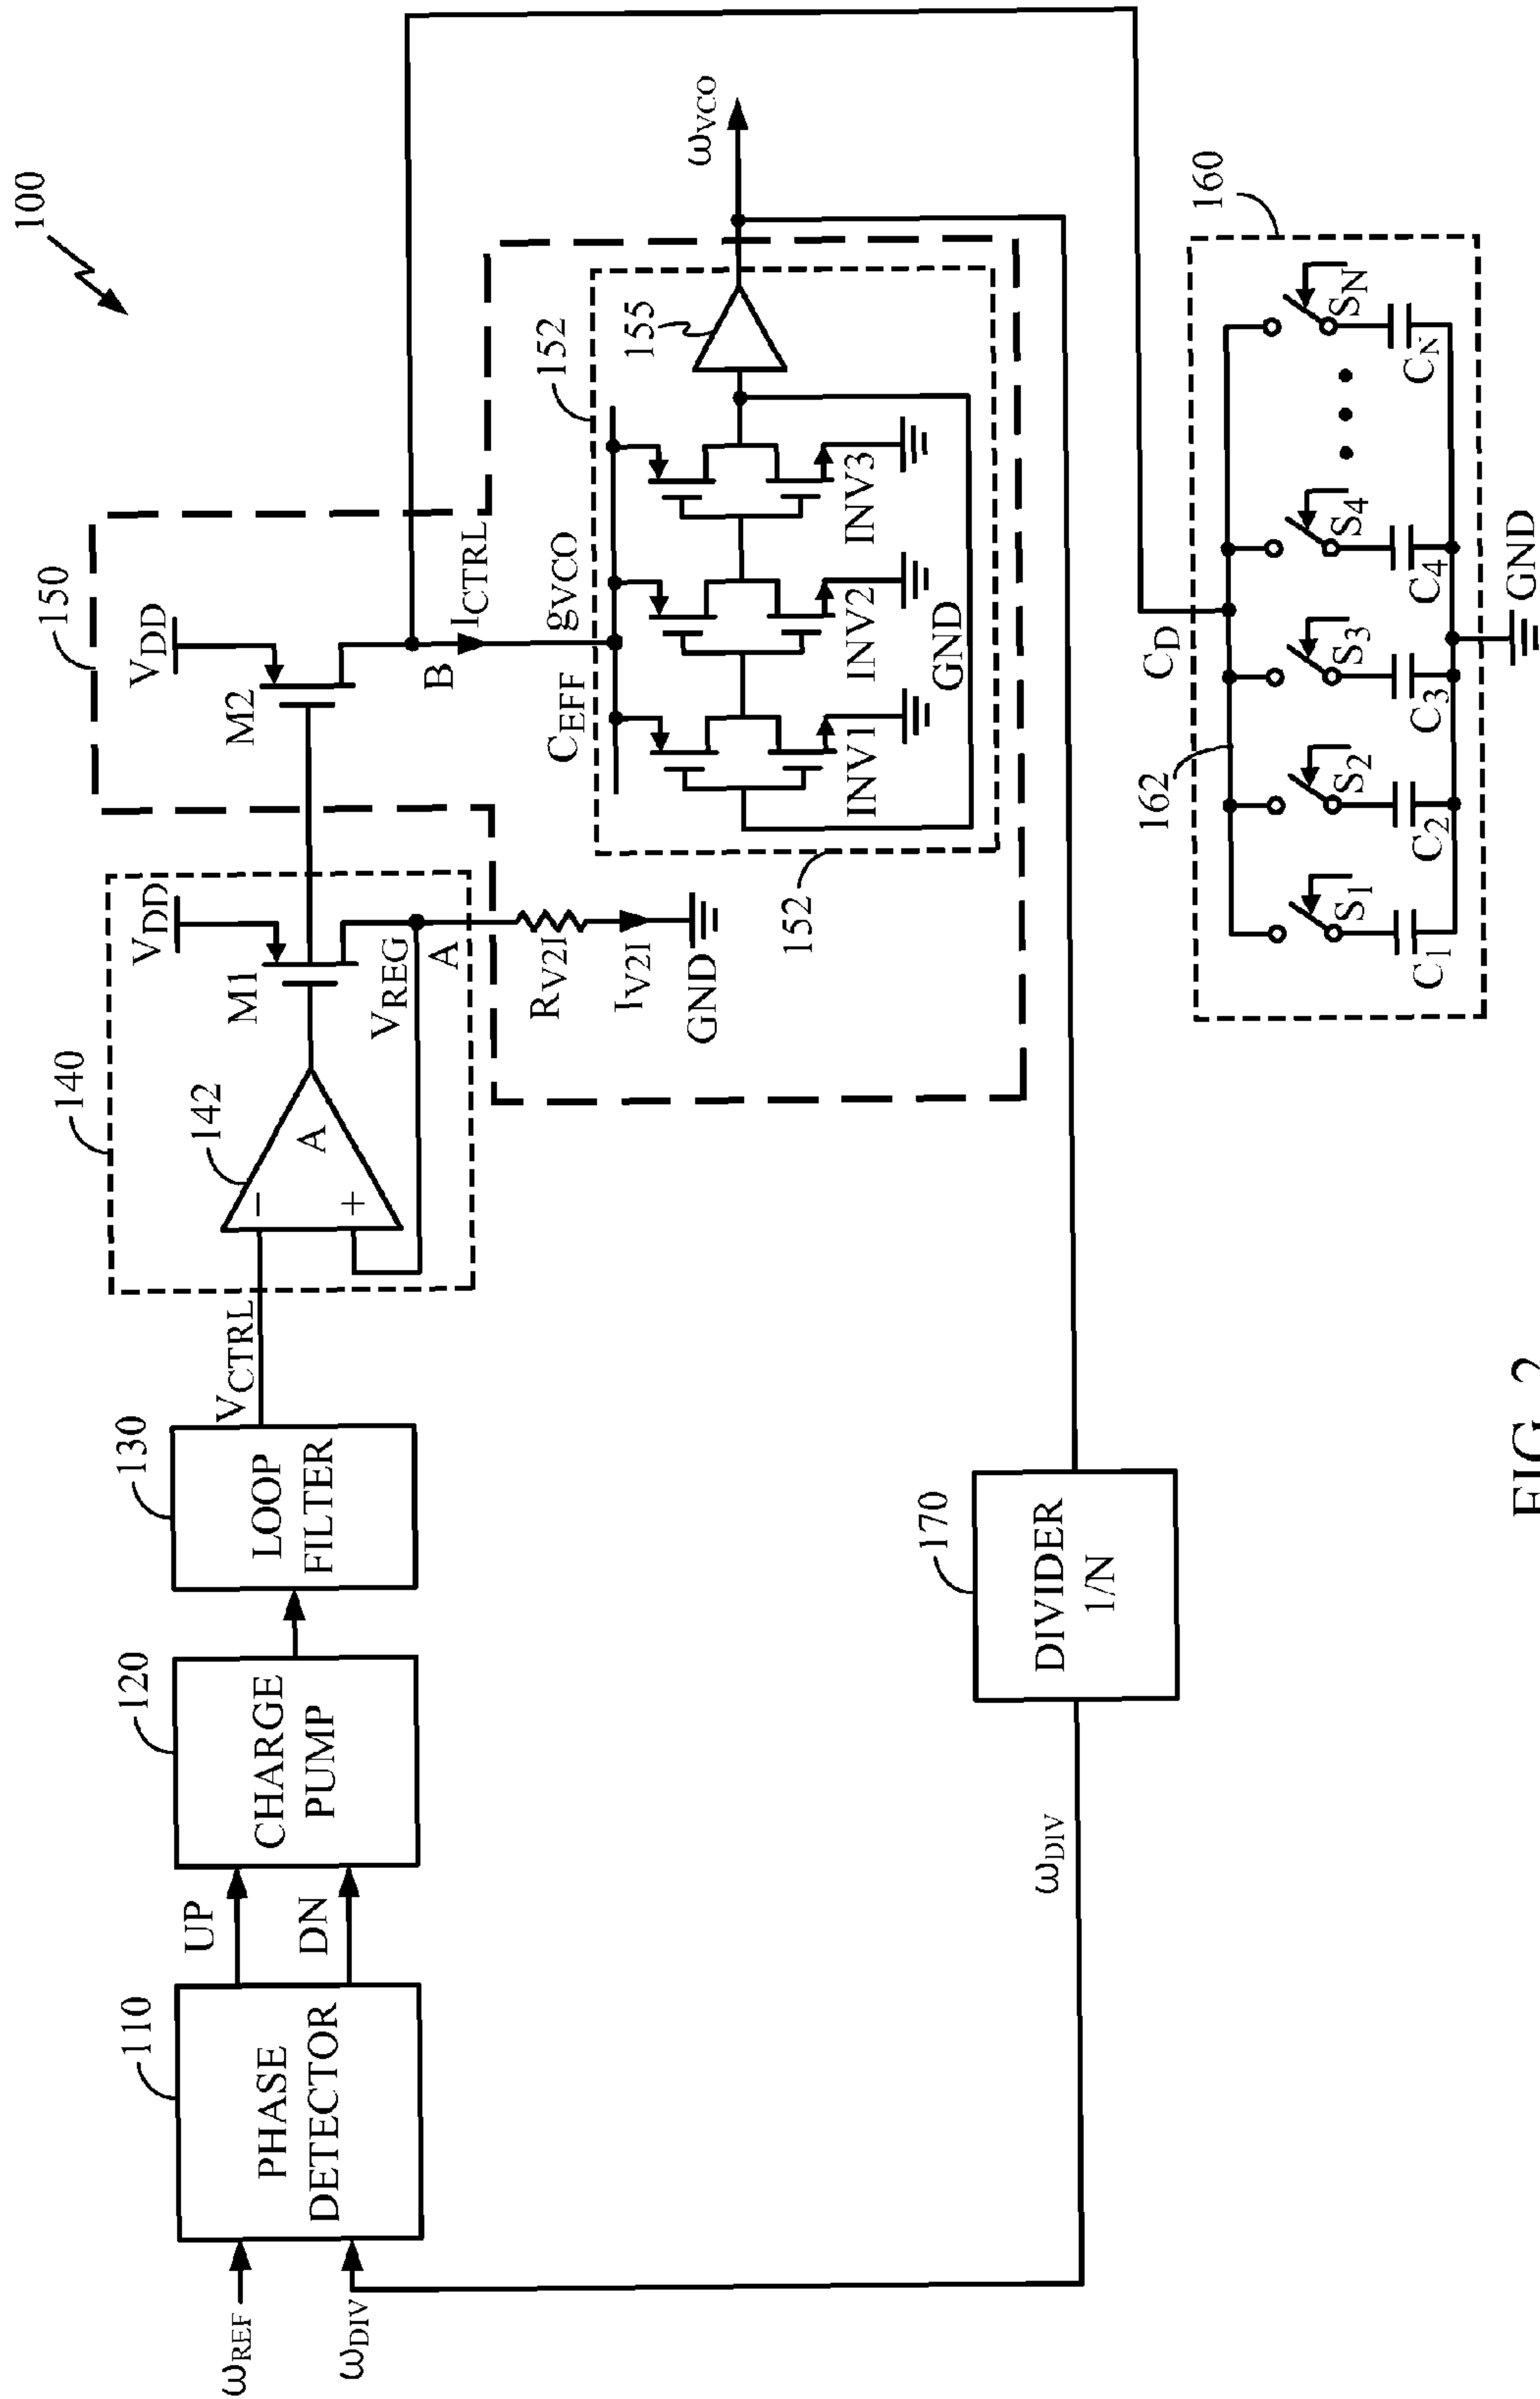 100
ωREF
ωDIV
110
PHASE
DETECTOR
UP
DN
120
CHARGE
PUMP
130
LOOP
FILTER
VCTRL
140
142
−
+
A
VDD
M1
VREG
A
RV2I
IV2I
GND
150
VDD
M2
B
ICTRL
CEFF
gVCO
152
152
INV1
INV2
INV3
GND
155
ωVCO
170
DIVIDER
1/N
ωDIV
160
162
CD
S1
S2
S3
S4
SN
C1
C2
C3
C4
CN
GND
FIG. 2